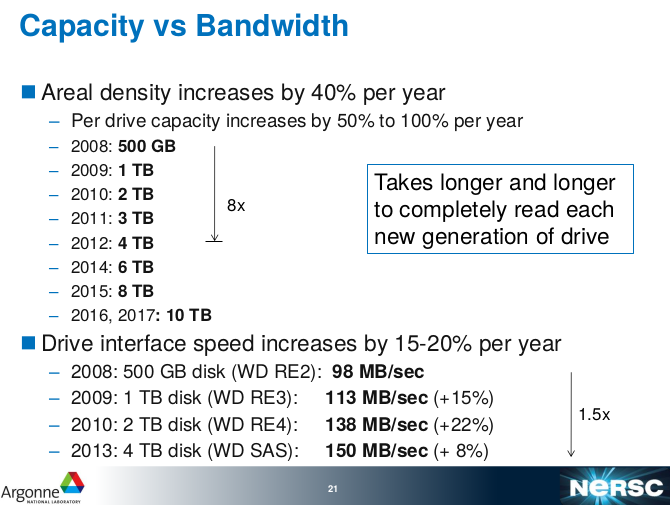 Capacity vs Bandwidth
Areal density increases by 40% per year
– Per drive capacity increases by 50% to 100% per year
– 2008: 500 GB
– 2009: 1 TB
– 2010: 2 TB
– 2011: 3 TB
– 2012: 4 TB
– 2014: 6 TB
– 2015: 8 TB
– 2016, 2017: 10 TB
8x
Takes longer and longer
to completely read each
new generation of drive
Drive interface speed increases by 15-20% per year
– 2008: 500 GB disk (WD RE2): 98 MB/sec
– 2009: 1 TB disk (WD RE3): 113 MB/sec (+15%)
– 2010: 2 TB disk (WD RE4): 138 MB/sec (+22%)
– 2013: 4 TB disk (WD SAS): 150 MB/sec (+ 8%)
1.5x
Argonne
NATIONAL LABORATORY
21
NERSC